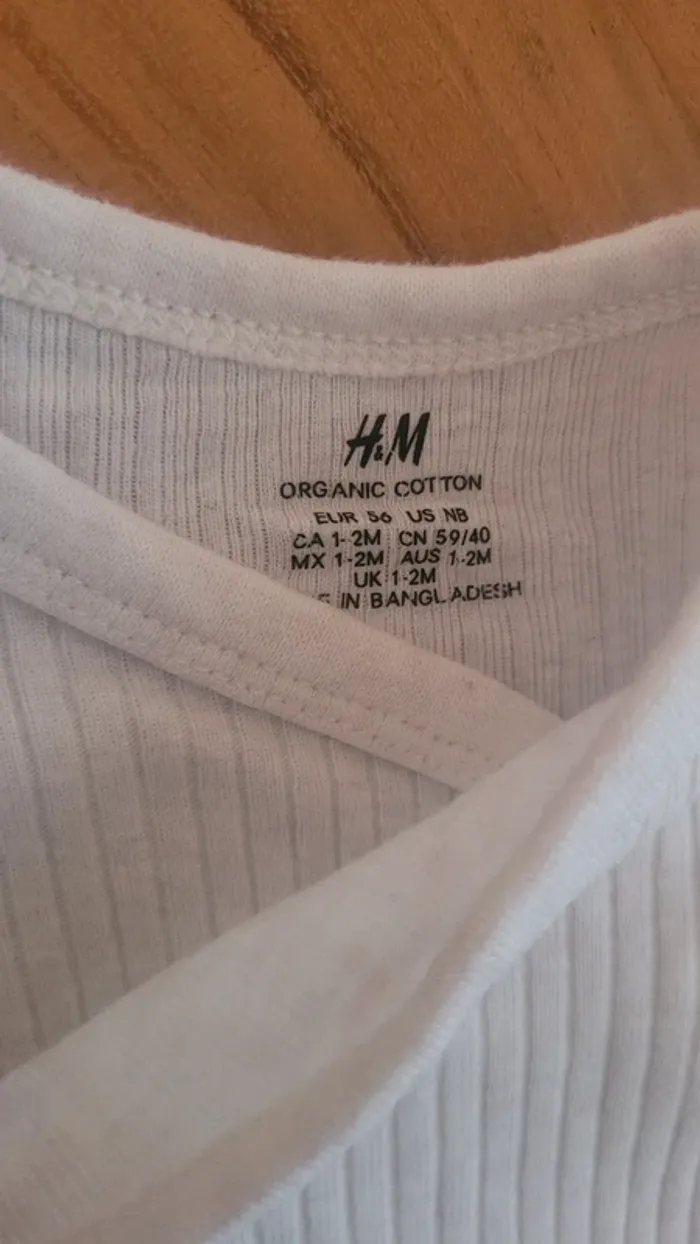 H&M
ORGANIC COTTON
EUR 56 US NB
CA 1-2M CN 59/40
MX 1-2M AUS 1-2M
UK 1-2M
IN BANGLADESH